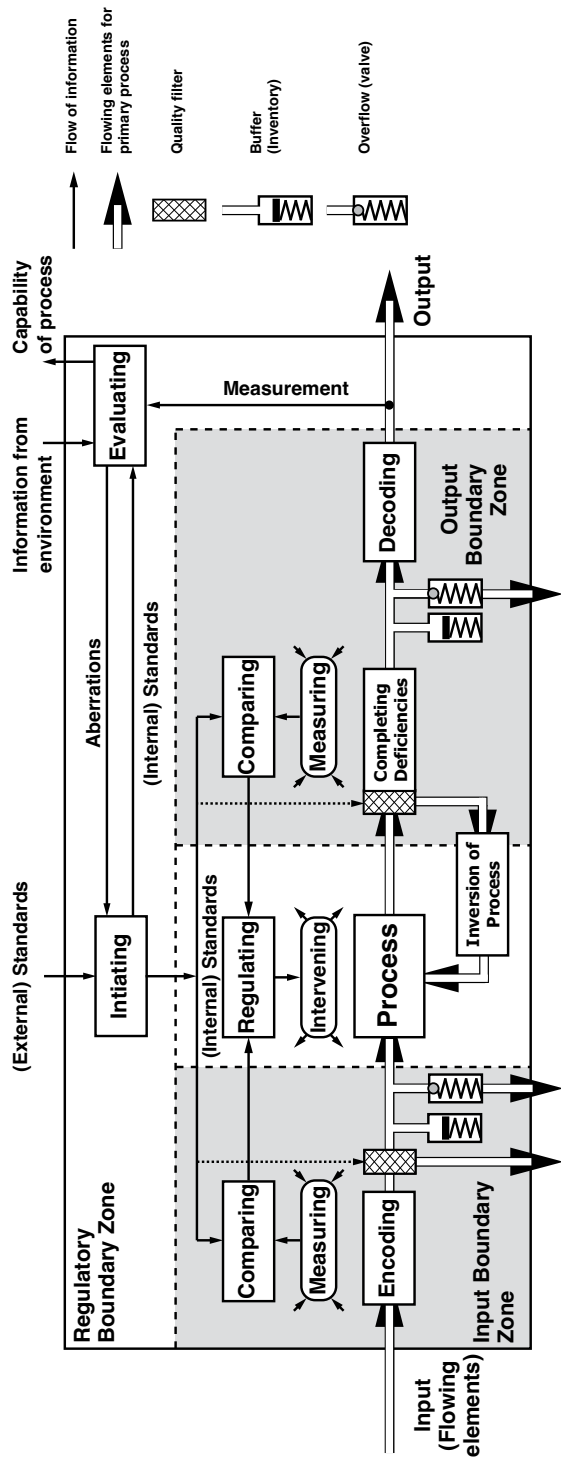 (External) Standards
Information from
environment
Capability
of process
Regulatory
Boundary Zone
Intiating
Aberrations
(Internal) Standards
Evaluating
Measurement
(Internal) Standards
Comparing
Regulating
Comparing
Measuring
Intervening
Measuring
Input
(Flowing
elements)
Encoding
Process
Completing
Deficiencies
Decoding
Output
Inversion of
Process
Input Boundary
Zone
Output
Boundary
Zone
Flow of information
Flowing elements for
primary process
Quality filter
Buffer
(Inventory)
Overflow (valve)